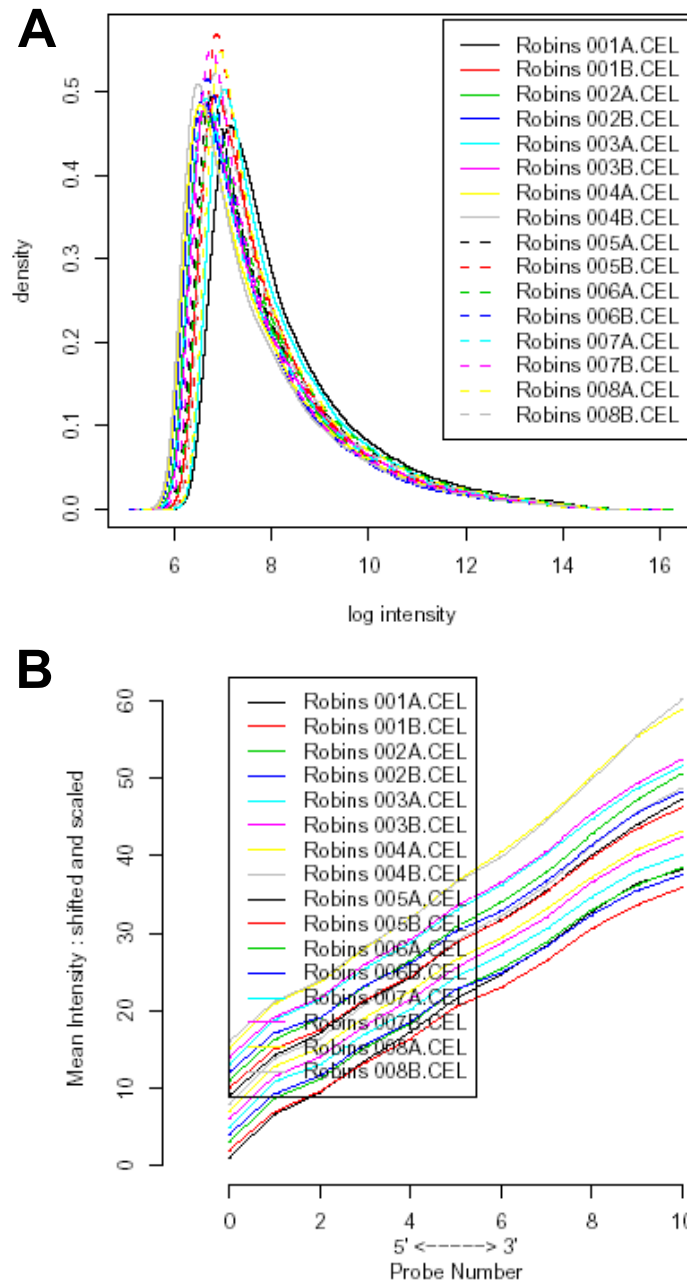 A
Robins 001A.CEL
Robins 001B.CEL
Robins 002A.CEL
Robins 002B.CEL
Robins 003A.CEL
Robins 003B.CEL
Robins 004A.CEL
Robins 004B.CEL
Robins 005A.CEL
Robins 005B.CEL
Robins 006A.CEL
Robins 006B.CEL
Robins 007A.CEL
Robins 007B.CEL
Robins 008A.CEL
Robins 008B.CEL
density
0.5
0.4
0.3
0.2
0.1
0.0
6 8 10 12 14 16
log intensity
B
Robins 001A.CEL
Robins 001B.CEL
Robins 002A.CEL
Robins 002B.CEL
Robins 003A.CEL
Robins 003B.CEL
Robins 004A.CEL
Robins 004B.CEL
Robins 005A.CEL
Robins 005B.CEL
Robins 006A.CEL
Robins 006B.CEL
Robins 007A.CEL
Robins 007B.CEL
Robins 008A.CEL
Robins 008B.CEL
Mean Intensity : shifted and scaled
60
50
40
30
20
10
0
0 2 4 6 8 10
5' <------> 3'
Probe Number